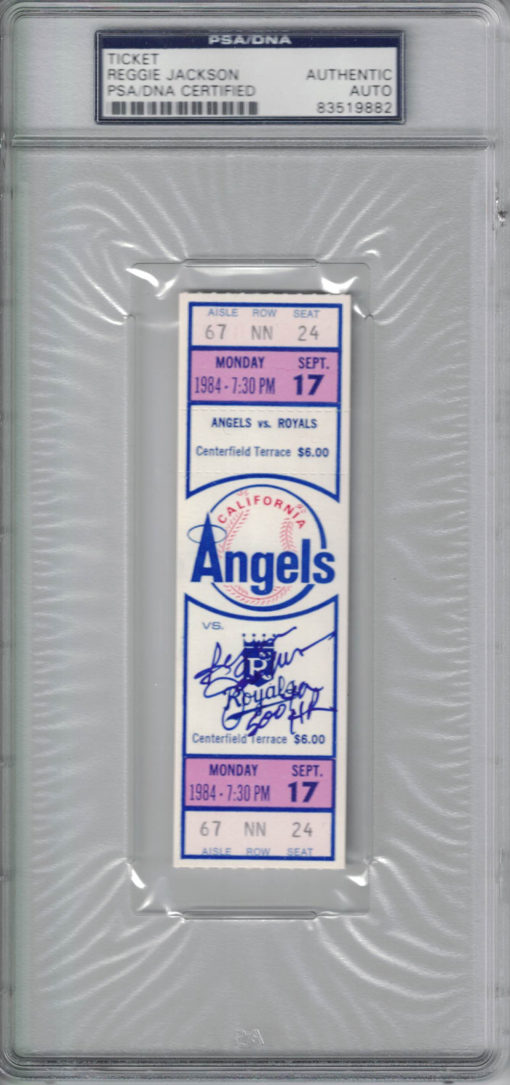 PSA/DNA
TICKET
REGGIE JACKSON AUTHENTIC
PSA/DNA CERTIFIED AUTO
83519882
AISLE ROW SEAT
67 NN 24
MONDAY SEPT.
1984 - 7:30 PM 17
ANGELS vs. ROYALS
Centerfield Terrace $6.00
CALIFORNIA
Angels
VS.
R
Royals
500th HR
Centerfield Terrace $6.00
MONDAY SEPT.
1984 - 7:30 PM 17
67 NN 24
AISLE ROW SEAT